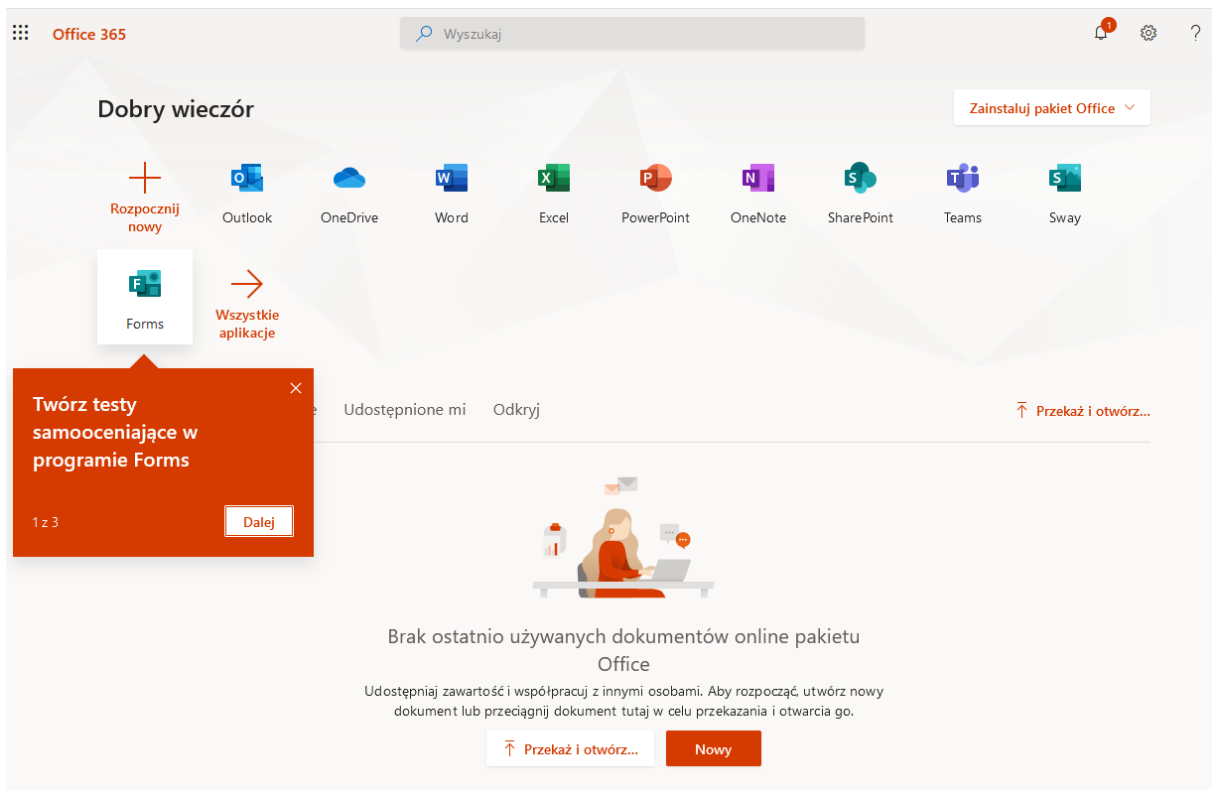 Office 365
Wyszukaj
1
?
Dobry wieczór
Zainstaluj pakiet Office
Rozpocznij
nowy
Outlook
OneDrive
Word
Excel
PowerPoint
OneNote
SharePoint
Teams
Sway
Forms
Wszystkie
aplikacje
Twórz testy
samooceniające w
programie Forms
1 z 3
Dalej
Udostępnione mi
Odkryj
Przekaż i otwórz...
Brak ostatnio używanych dokumentów online pakietu
Office
Udostępniaj zawartość i współpracuj z innymi osobami. Aby rozpocząć, utwórz nowy
dokument lub przeciągnij dokument tutaj w celu przekazania i otwarcia go.
Przekaż i otwórz...
Nowy